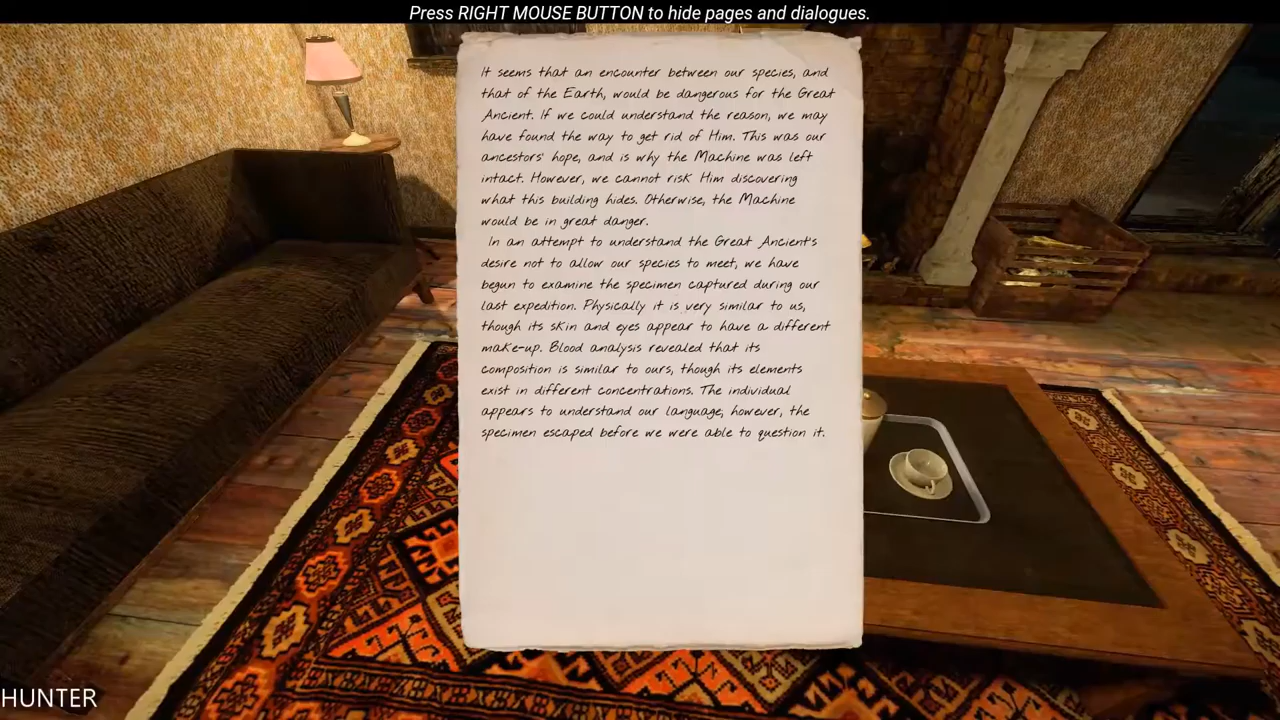 Press RIGHT MOUSE BUTTON to hide pages and dialogues.
It seems that an encounter between our species, and
that of the Earth, would be dangerous for the Great
Ancient. If we could understand the reason, we may
have found the way to get rid of Him. This was our
ancestors' hope, and is why the Machine was left
intact. However, we cannot risk Him discovering
what this building hides. Otherwise, the Machine
would be in great danger.
In an attempt to understand the Great Ancient's
desire not to allow our species to meet, we have
begun to examine the specimen captured during our
last expedition. Physically it is very similar to us,
though its skin and eyes appear to have a different
make-up. Blood analysis revealed that its
composition is similar to ours, though its elements
exist in different concentrations. The individual
appears to understand our language, however, the
specimen escaped before we were able to question it.
HUNTER